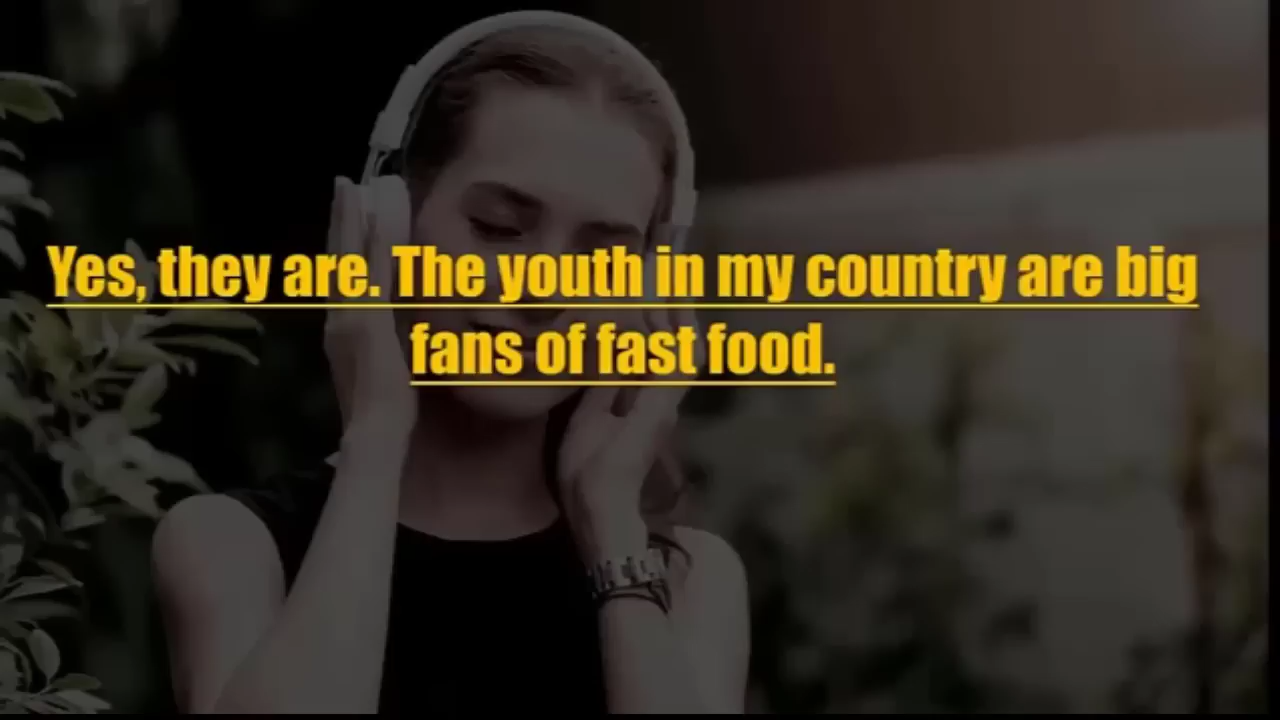 Yes, they are. The youth in my country are big
fans of fast food.